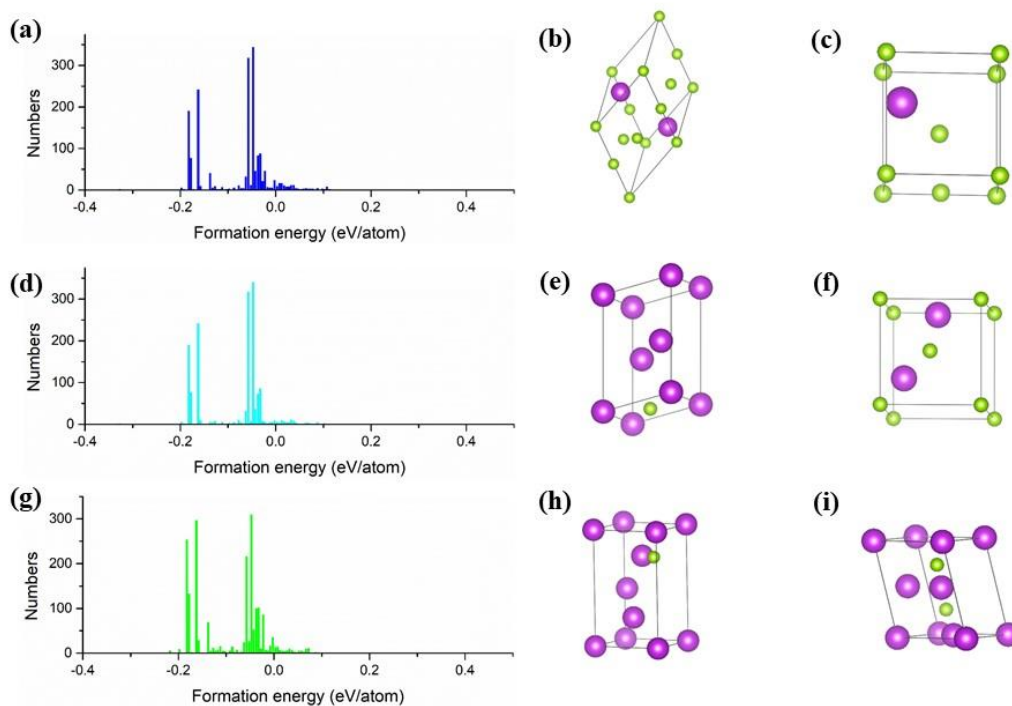 (a)
Numbers
300
200
100
0
-0.4 -0.2 0.0 0.2 0.4
Formation energy (eV/atom)
(b)
(c)
(d)
Numbers
300
200
100
0
-0.4 -0.2 0.0 0.2 0.4
Formation energy (eV/atom)
(e)
(f)
(g)
Numbers
300
200
100
0
-0.4 -0.2 0.0 0.2 0.4
Formation energy (eV/atom)
(h)
(i)